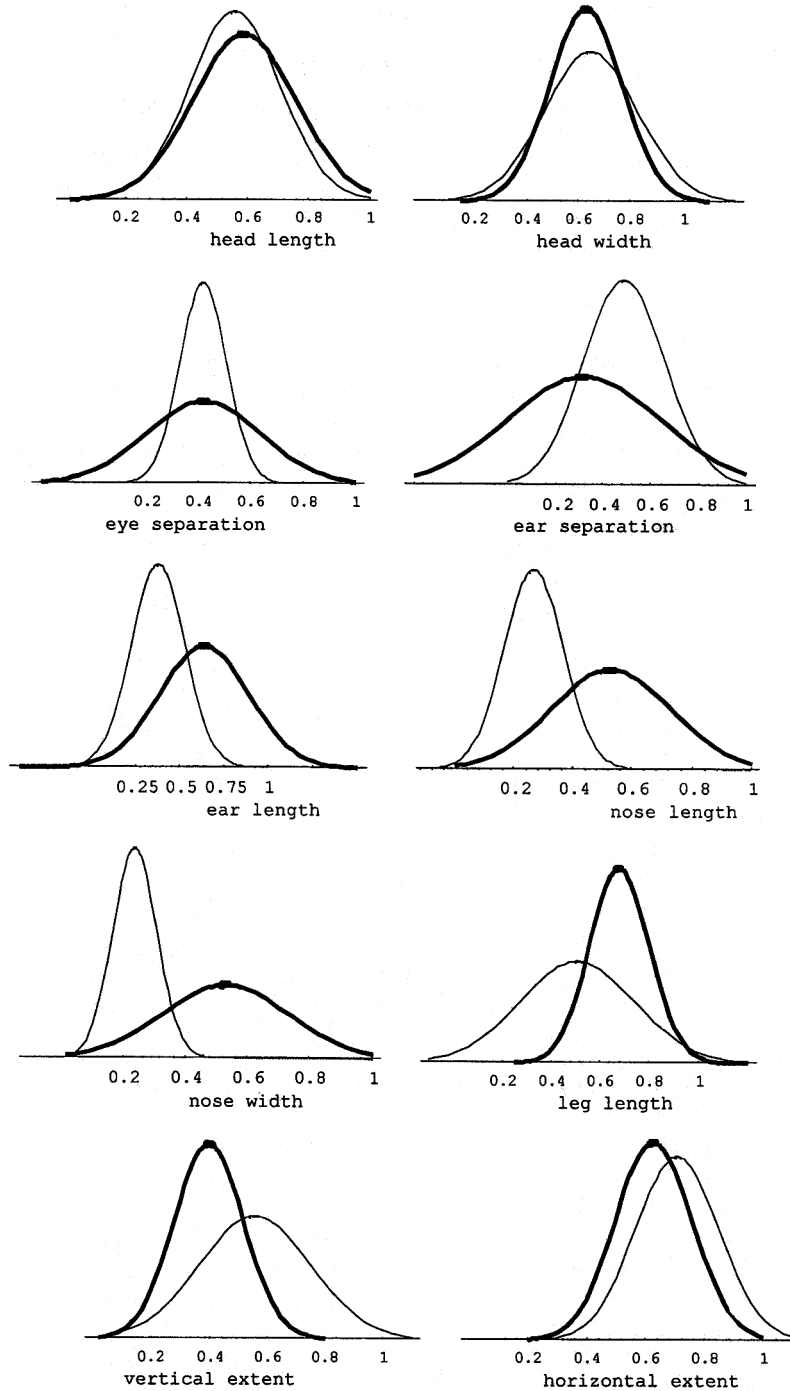 0.2 0.4 0.6 0.8 1
head length
0.2 0.4 0.6 0.8 1
head width
0.2 0.4 0.6 0.8 1
eye separation
0.2 0.4 0.6 0.8 1
ear separation
0.25 0.5 0.75 1
ear length
0.2 0.4 0.6 0.8 1
nose length
0.2 0.4 0.6 0.8 1
nose width
0.2 0.4 0.6 0.8 1
leg length
0.2 0.4 0.6 0.8 1
vertical extent
0.2 0.4 0.6 0.8 1
horizontal extent